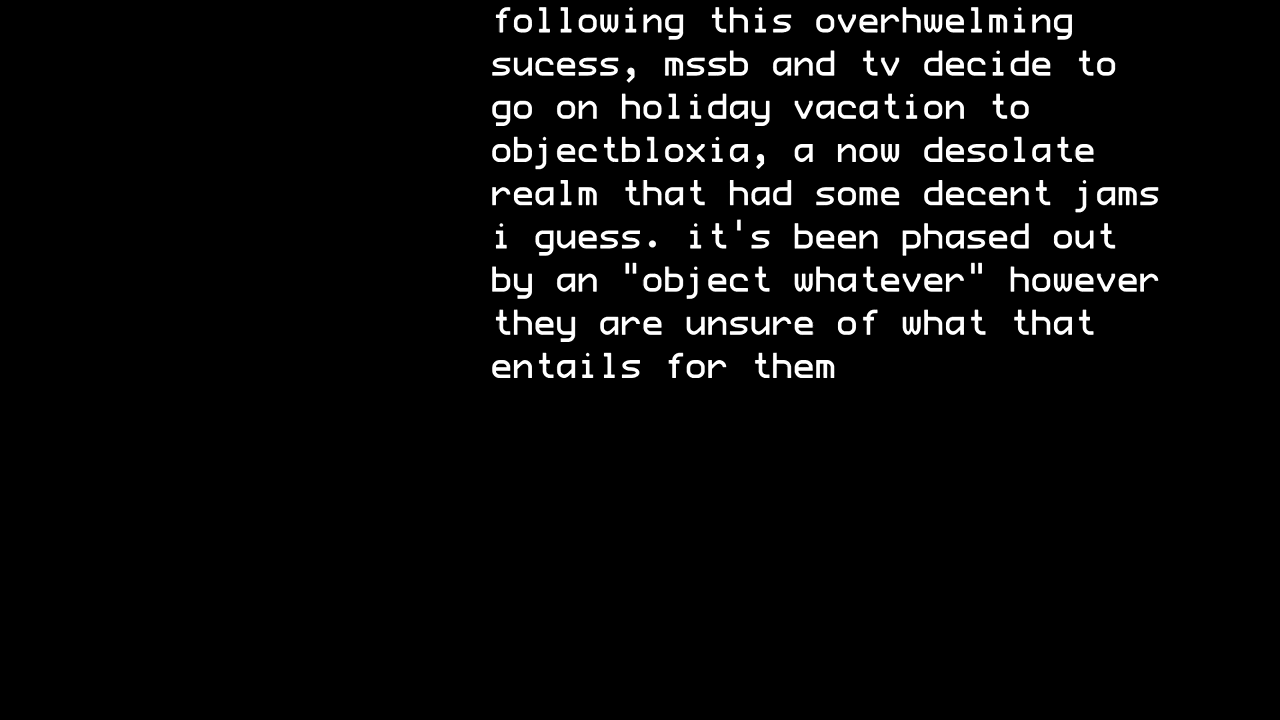 following this overhwelming
sucess, mssb and tv decide to
go on holiday vacation to
objectbloxia, a now desolate
realm that had some decent jams
i guess. it's been phased out
by an "object whatever" however
they are unsure of what that
entails for them